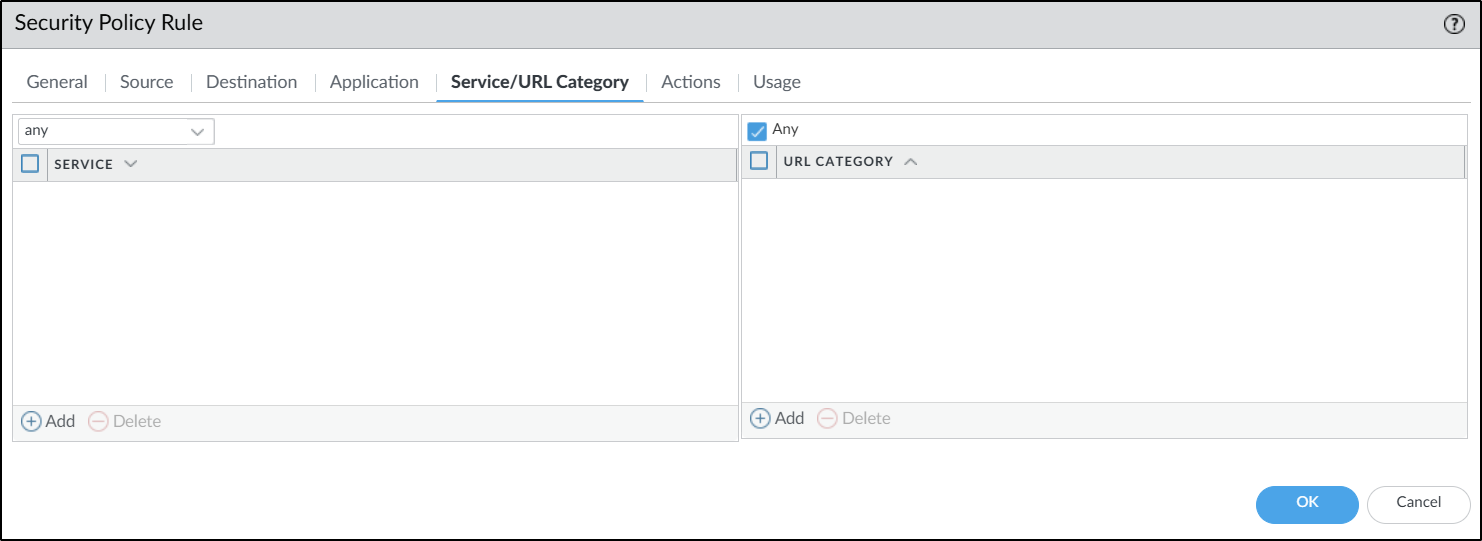 Security Policy Rule
General Source Destination Application Service/URL Category Actions Usage
any
SERVICE
Add Delete
Any
URL CATEGORY
Add Delete
OK Cancel